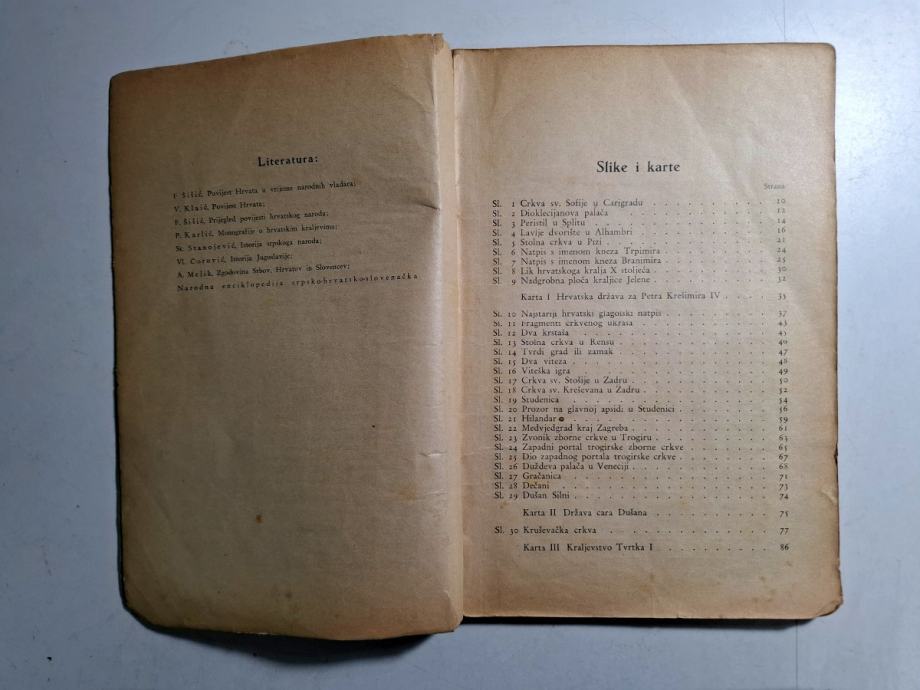 Literatura:
F. Šišić, Povijest Hrvata u vrijeme narodnih vladara;
V. Klaić, Povijest Hrvata;
F. Šišić, Prijegled povijesti hrvatskog naroda;
P. Karlić, Monografije o hrvatskim kraljevima;
St. Stanojević, Istorija srpskoga naroda;
Vl. Ćorović, Istorija Jugoslavije;
A. Melik, Zgodovina Srbov, Hrvatov in Slovencev;
Narodna enciklopedija srpsko-hrvatsko-slovenačka
Slike i karte
Strana
Sl. 1 Crkva sv. Sofije u Carigradu 10
Sl. 2 Dioklecijanova palača 12
Sl. 3 Peristil u Splitu 14
Sl. 4 Lavlje dvorište u Alhambri 16
Sl. 5 Stolna crkva u Pizi 21
Sl. 6 Natpis s imenom kneza Trpimira 24
Sl. 7 Natpis s imenom kneza Branimira 25
Sl. 8 Lik hrvatskoga kralja X stoljeća 30
Sl. 9 Nadgrobna ploča kraljice Jelene 32
Karta I Hrvatska država za Petra Krešimira IV 35
Sl. 10 Najstariji hrvatski glagolski natpis 37
Sl. 11 Fragmenti crkvenog ukrasa 43
Sl. 12 Dva krstaša 45
Sl. 13 Stolna crkva u Rensu 46
Sl. 14 Tvrdi grad ili zamak 47
Sl. 15 Dva viteza 48
Sl. 16 Viteška igra 49
Sl. 17 Crkva sv. Stošije u Zadru 50
Sl. 18 Crkva sv. Kreševana u Zadru 52
Sl. 19 Studenica 54
Sl. 20 Prozor na glavnoj apsidi u Studenici 56
Sl. 21 Hilandar 59
Sl. 22 Medvjedgrad kraj Zagreba 61
Sl. 23 Zvonik zborne crkve u Trogiru 63
Sl. 24 Zapadni portal trogirske zborne crkve 65
Sl. 25 Dio zapadnog portala trogirske crkve 67
Sl. 26 Duždeva palača u Veneciji 68
Sl. 27 Gračanica 71
Sl. 28 Dečani 73
Sl. 29 Dušan Silni 74
Karta II Država cara Dušana 75
Sl. 30 Kruševačka crkva 77
Karta III Kraljevstvo Tvrtka I 86